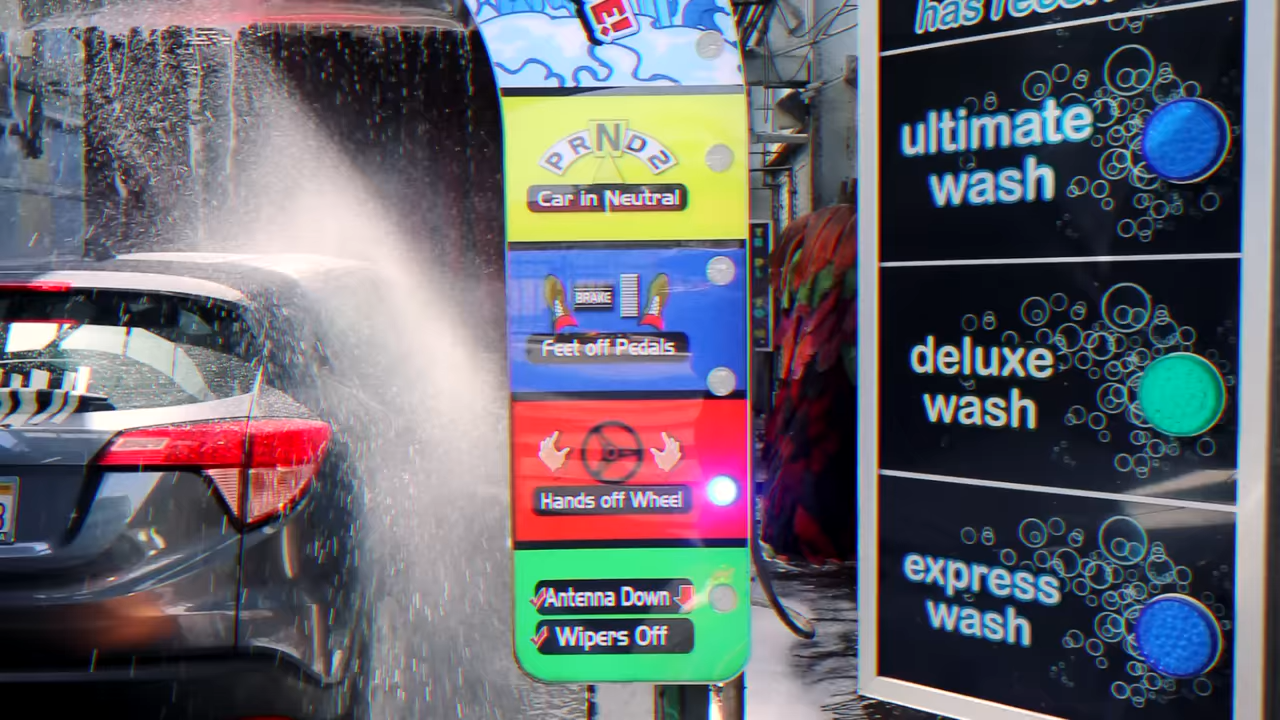 E!
PRND2
Car in Neutral
BRAKE
Feet off Pedals
Hands off Wheel
Antenna Down
Wipers Off
ultimate
wash
deluxe
wash
express
wash